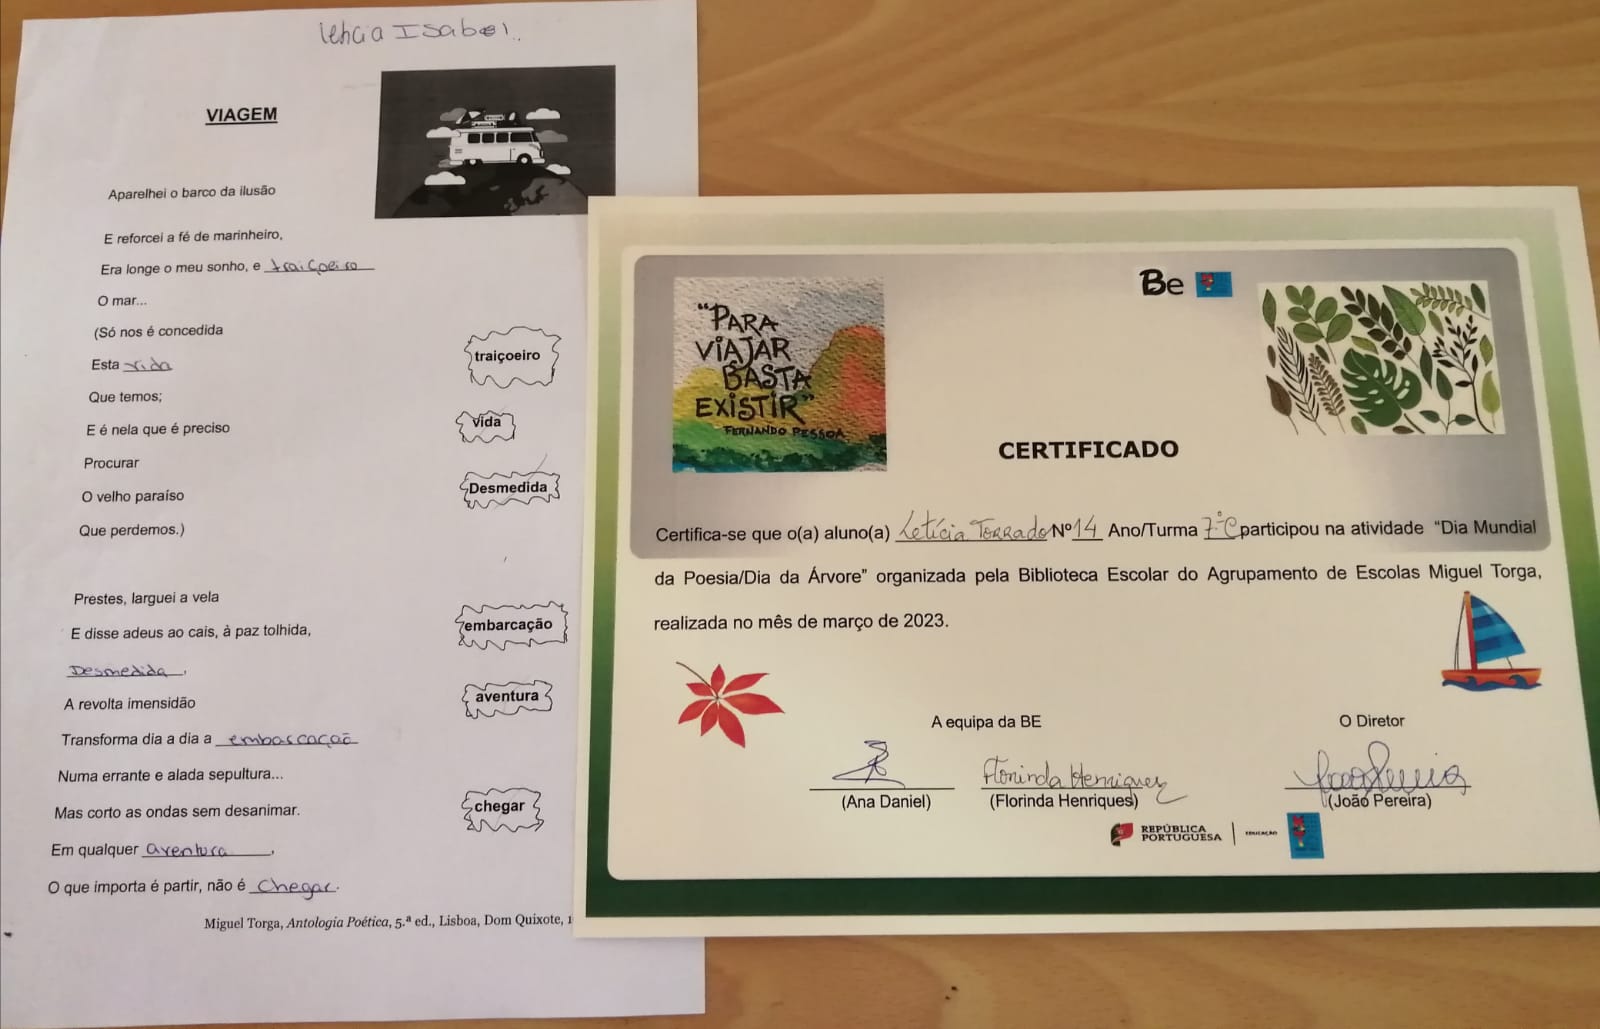 Letícia Isabel..
VIAGEM
Aparelhei o barco da ilusão
E reforcei a fé de marinheiro,
Era longe o meu sonho, e traiçoeiro
O mar...
(Só nos é concedida
Esta vida
Que temos;
E é nela que é preciso
Procurar
O velho paraíso
Que perdemos.)
Prestes, larguei a vela
E disse adeus ao cais, à paz tolhida,
Desmedida,
A revolta imensidão
Transforma dia a dia a embarcação
Numa errante e alada sepultura...
Mas corto as ondas sem desanimar.
Em qualquer aventura,
O que importa é partir, não é chegar.
Miguel Torga, Antologia Poética, 5.ª ed., Lisboa, Dom Quixote, 1
traiçoeiro
vida
Desmedida
embarcação
aventura
chegar
"PARA
VIAJAR
BASTA
EXISTIR"
FERNANDO PESSOA
Be
CERTIFICADO
Certifica-se que o(a) aluno(a) Letícia Torrado Nº 14 Ano/Turma 7ºC participou na atividade “Dia Mundial
da Poesia/Dia da Árvore” organizada pela Biblioteca Escolar do Agrupamento de Escolas Miguel Torga,
realizada no mês de março de 2023.
A equipa da BE
O Diretor
Florinda Henriques
(Ana Daniel)
(Florinda Henriques)
(João Pereira)
REPÚBLICA
PORTUGUESA
EDUCAÇÃO